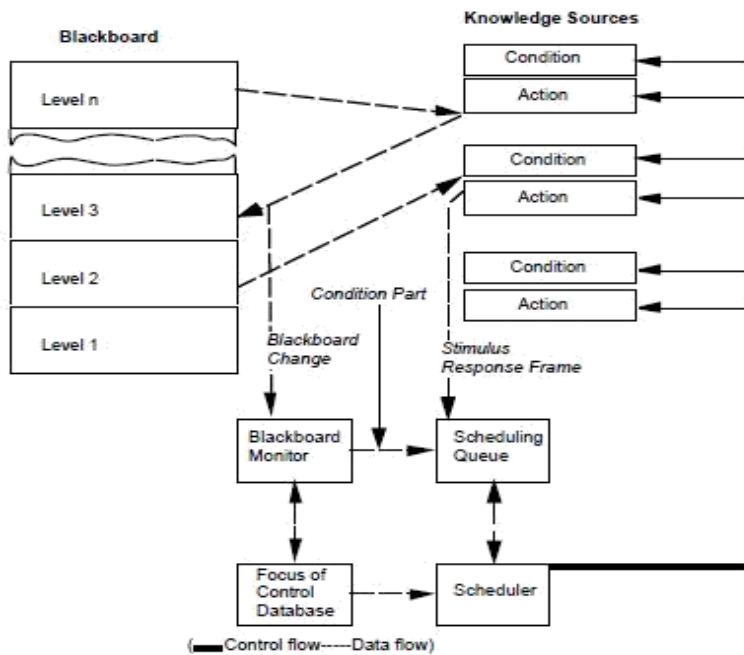 Knowledge Sources
Blackboard
Condition
Level n
Action
Condition
Level 3
Action
Level 2
Condition
Condition Part
Action
Level 1
Blackboard
Change
Stimulus
Response Frame
Blackboard
Monitor
Scheduling
Queue
Focus of
Control
Database
Scheduler
(Control flow-----Data flow)